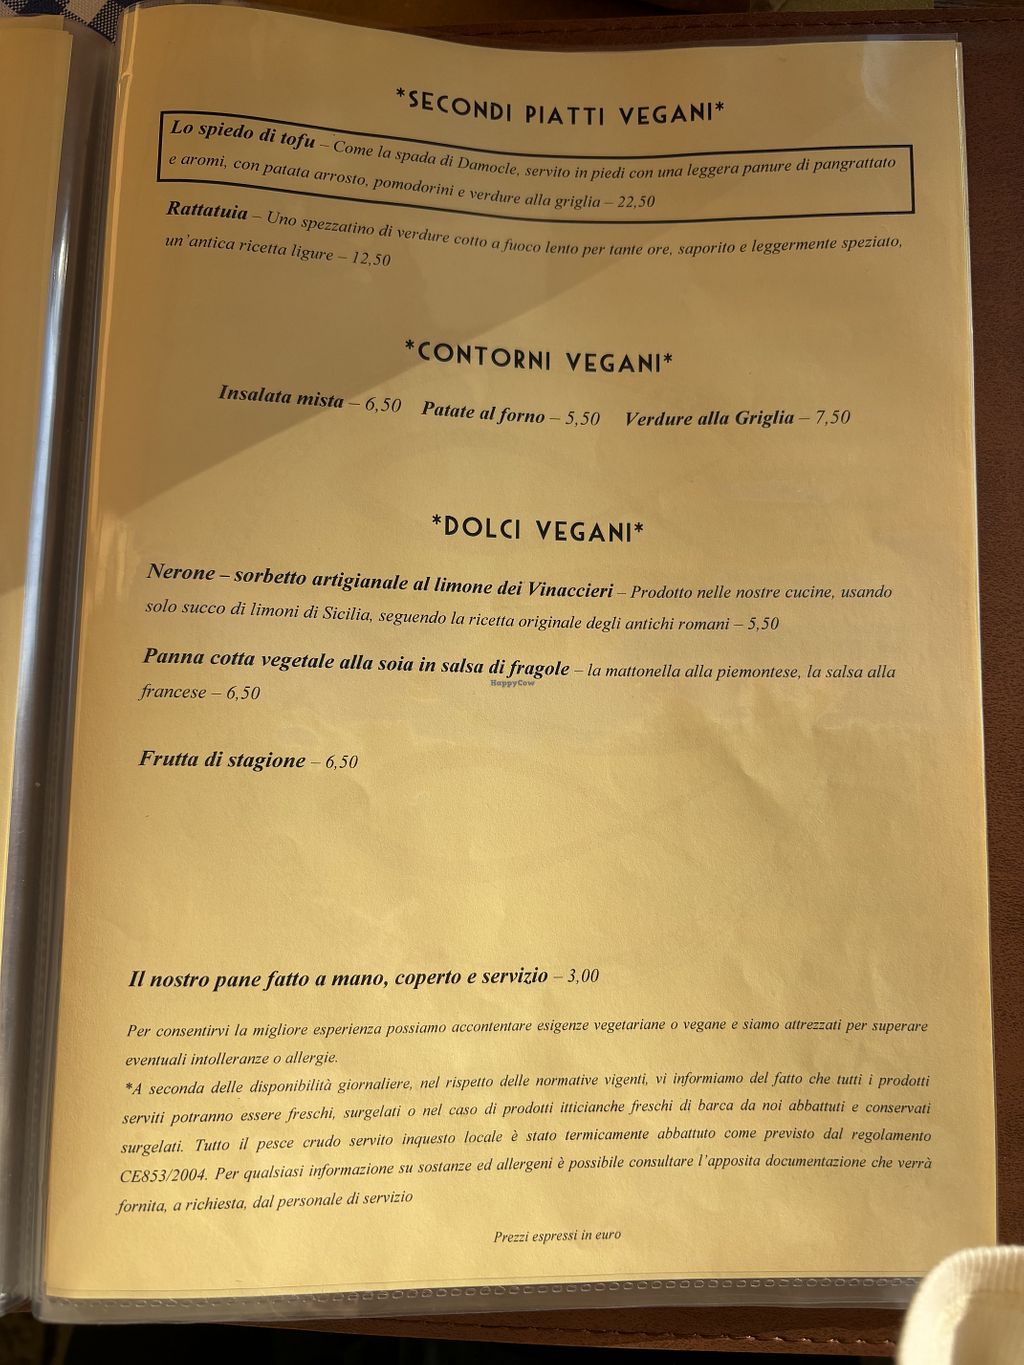 *SECONDI PIATTI VEGANI*
Lo spiedo di tofu – Come la spada di Damocle, servito in piedi con una leggera panure di pangrattato
e aromi, con patata arrosto, pomodorini e verdure alla griglia – 22,50
Rattatuia – Uno spezzatino di verdure cotto a fuoco lento per tante ore, saporito e leggermente speziato,
un'antica ricetta ligure – 12,50
*CONTORNI VEGANI*
Insalata mista – 6,50 Patate al forno – 5,50 Verdure alla Griglia – 7,50
*DOLCI VEGANI*
Nerone – sorbetto artigianale al limone dei Vinaccieri – Prodotto nelle nostre cucine, usando
solo succo di limoni di Sicilia, seguendo la ricetta originale degli antichi romani – 5,50
Panna cotta vegetale alla soia in salsa di fragole – la mattonella alla piemontese, la salsa alla
HappyCow
francese – 6,50
Frutta di stagione – 6,50
Il nostro pane fatto a mano, coperto e servizio – 3,00
Per consentirvi la migliore esperienza possiamo accontentare esigenze vegetariane o vegane e siamo attrezzati per superare
eventuali intolleranze o allergie.
*A seconda delle disponibilità giornaliere, nel rispetto delle normative vigenti, vi informiamo del fatto che tutti i prodotti
serviti potranno essere freschi, surgelati o nel caso di prodotti itticianche freschi di barca da noi abbattuti e conservati
surgelati. Tutto il pesce crudo servito inquesto locale è stato termicamente abbattuto come previsto dal regolamento
CE853/2004. Per qualsiasi informazione su sostanze ed allergeni è possibile consultare l'apposita documentazione che verrà
fornita, a richiesta, dal personale di servizio
Prezzi espressi in euro